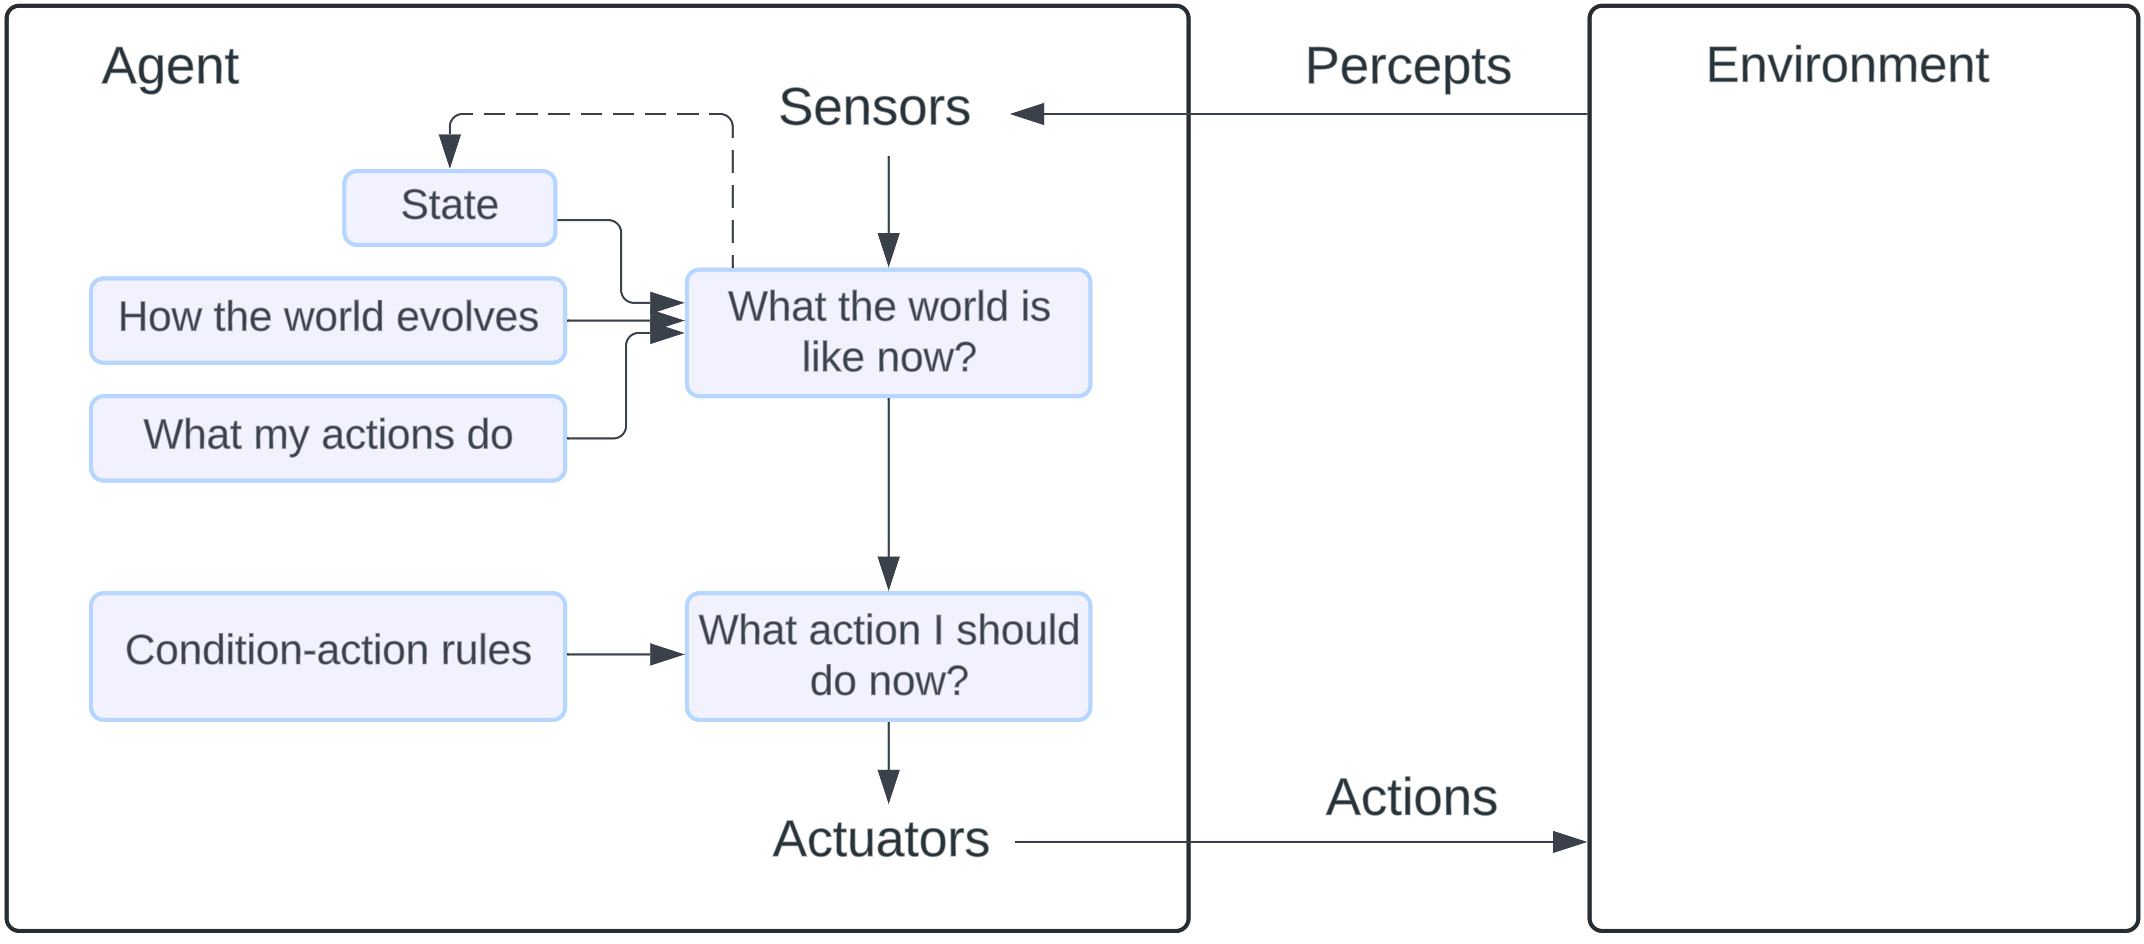 Agent
Percepts
Environment
Sensors
State
How the world evolves
What the world is
like now?
What my actions do
Condition-action rules
What action I should
do now?
Actions
Actuators